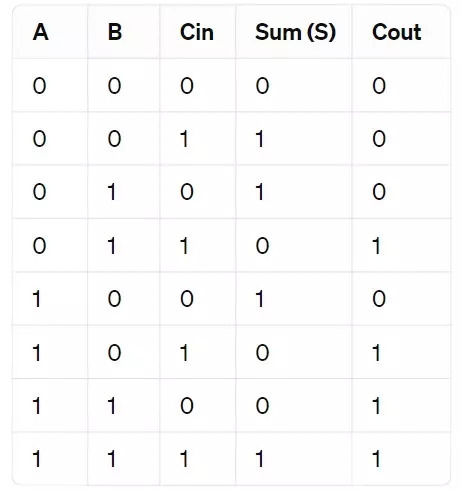 A B Cin Sum (S) Cout
0 0 0 0 0
0 0 1 1 0
0 1 0 1 0
0 1 1 0 1
1 0 0 1 0
1 0 1 0 1
1 1 0 0 1
1 1 1 1 1